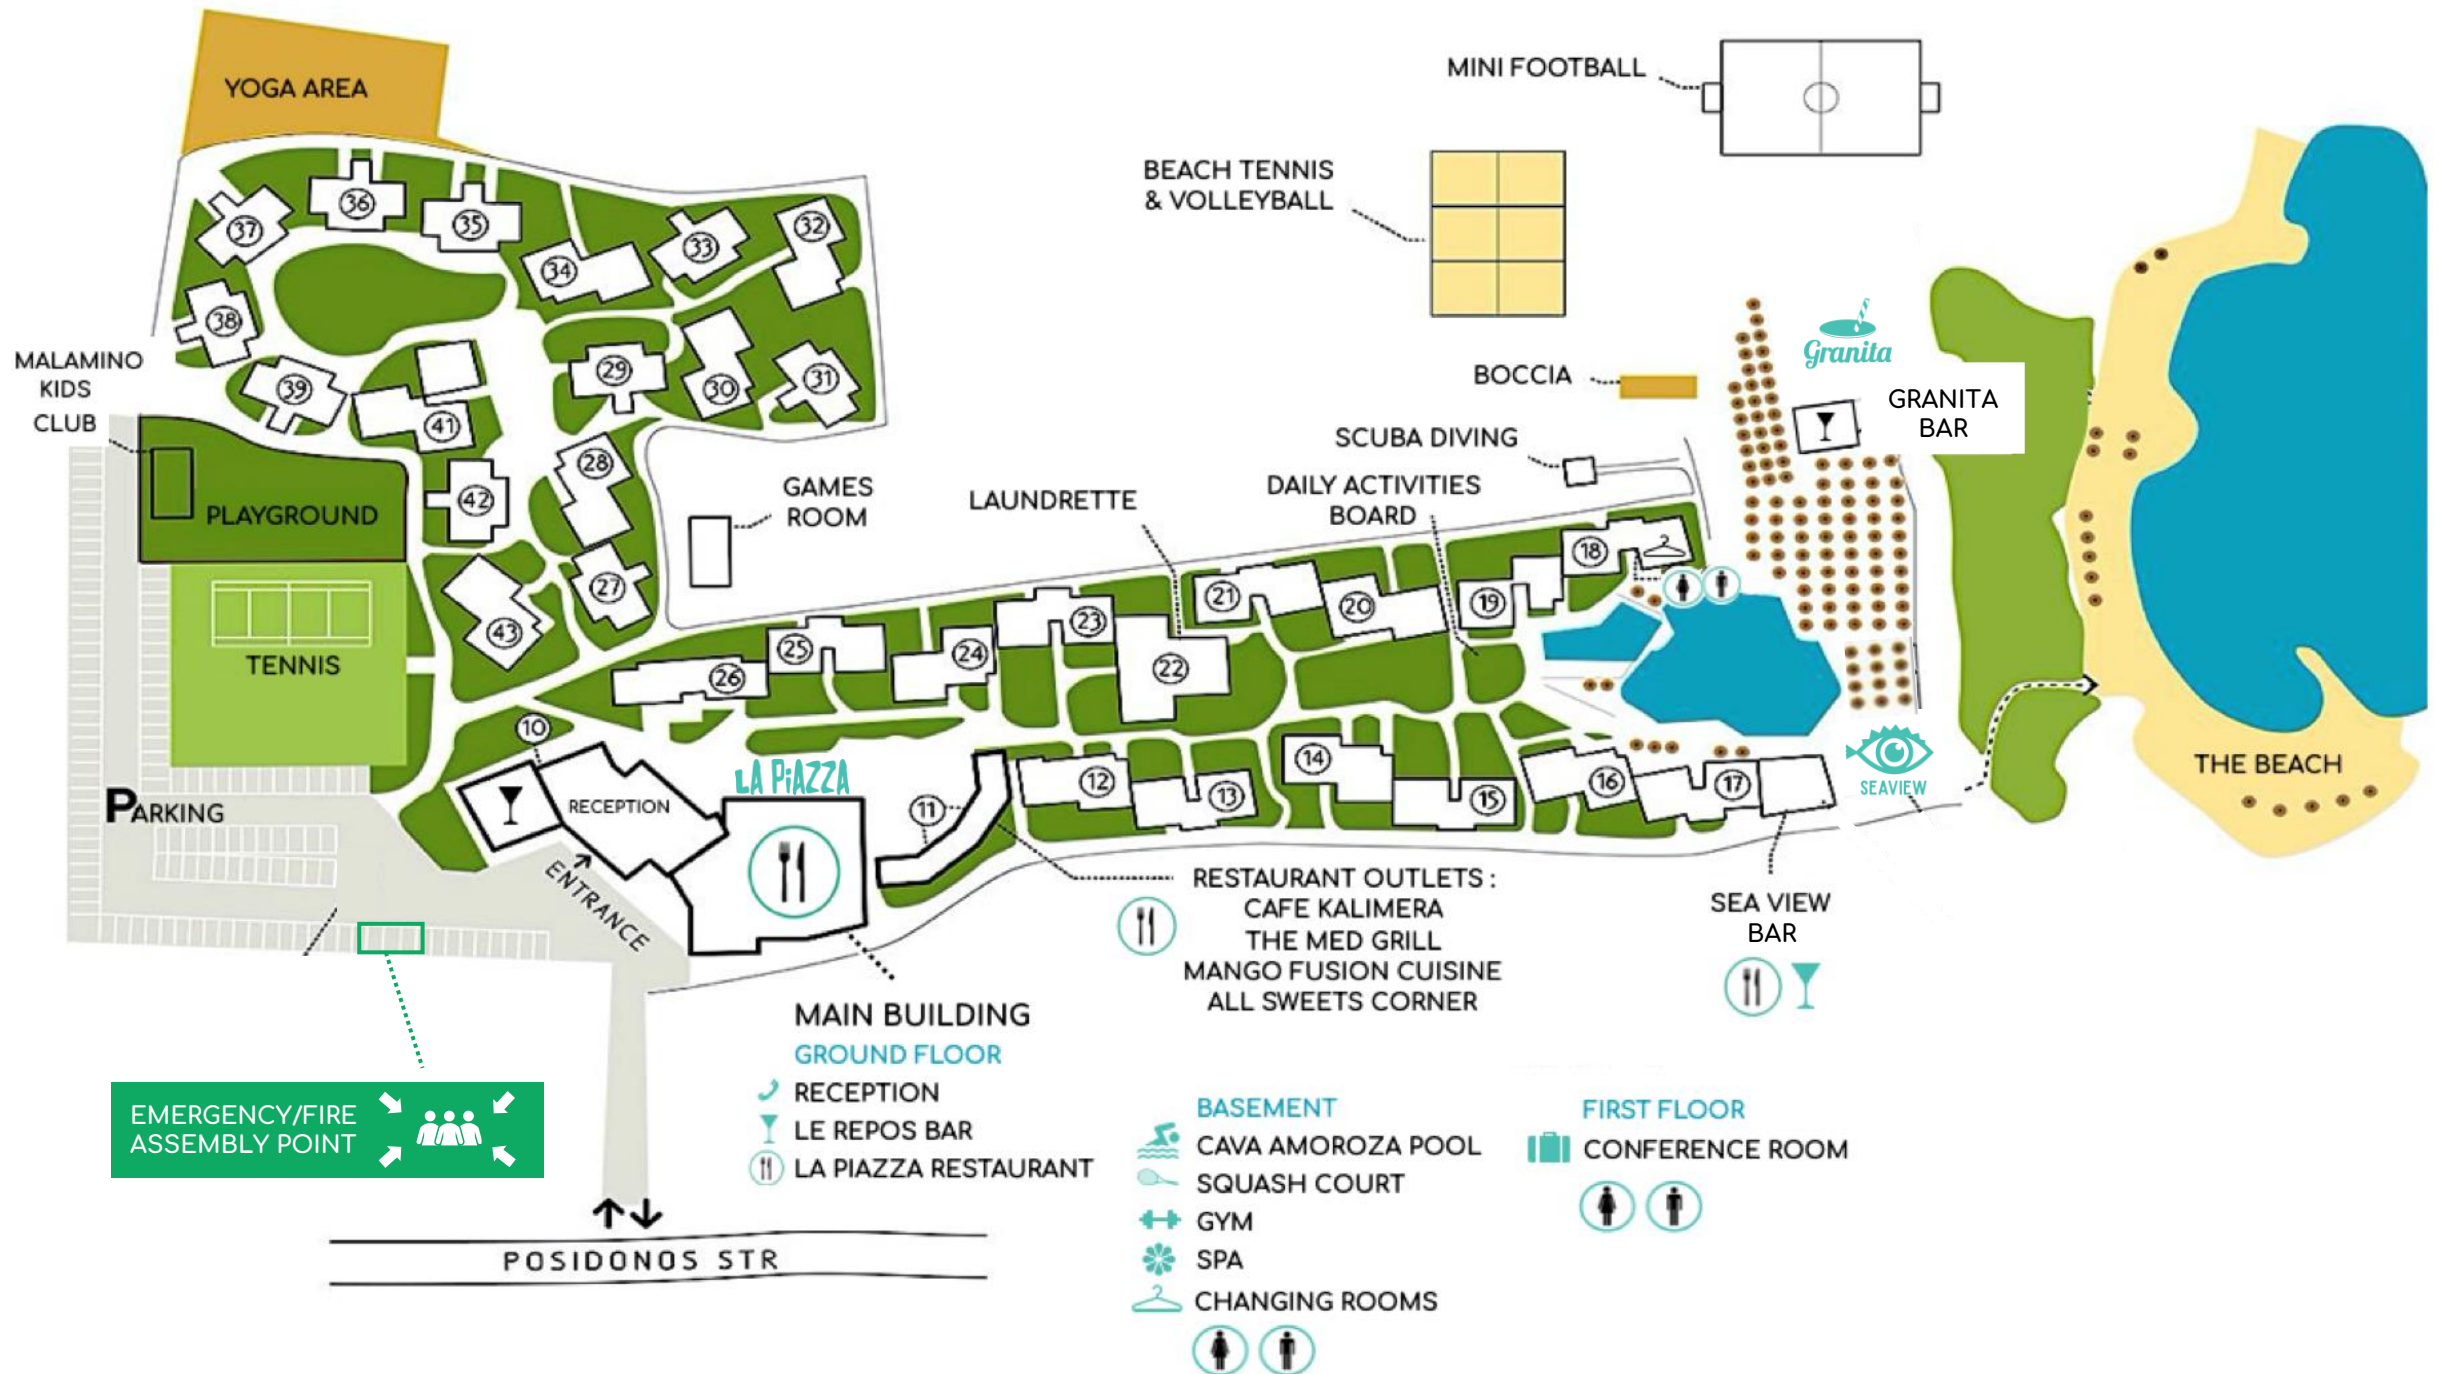 YOGA AREA
MINI FOOTBALL
BEACH TENNIS
& VOLLEYBALL
36
37
35
32
33
34
38
Granita
MALAMINO
KIDS
CLUB
29
39
30
31
BOCCIA
GRANITA
BAR
41
SCUBA DIVING
28
42
GAMES
ROOM
LAUNDRETTE
DAILY ACTIVITIES
BOARD
PLAYGROUND
18
27
21
20
19
43
23
25
24
22
26
TENNIS
10
LA PiAZZA
14
12
13
15
16
17
SEAVIEW
THE BEACH
PARKING
RECEPTION
11
ENTRANCE
RESTAURANT OUTLETS :
CAFE KALIMERA
THE MED GRILL
MANGO FUSION CUISINE
ALL SWEETS CORNER
SEA VIEW
BAR
MAIN BUILDING
GROUND FLOOR
RECEPTION
LE REPOS BAR
LA PIAZZA RESTAURANT
EMERGENCY/FIRE
ASSEMBLY POINT
BASEMENT
CAVA AMOROZA POOL
SQUASH COURT
GYM
SPA
CHANGING ROOMS
FIRST FLOOR
CONFERENCE ROOM
POSIDONOS STR